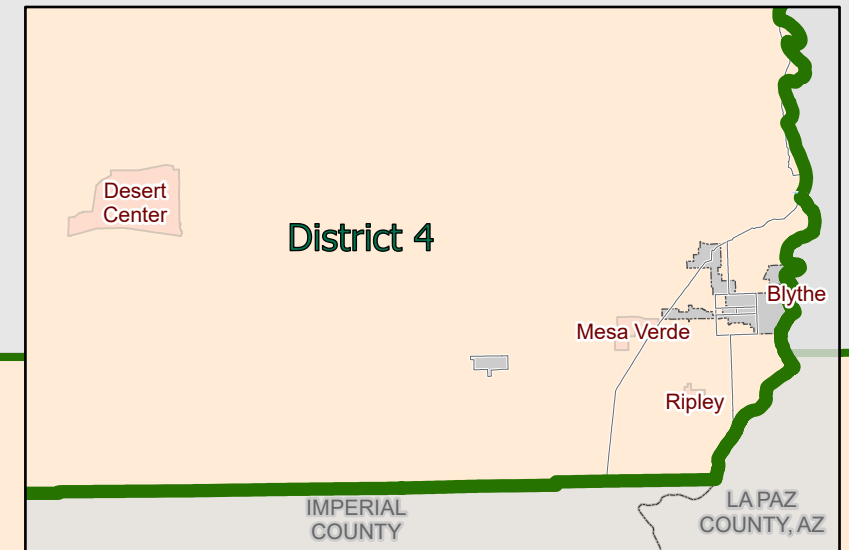 Desert
Center
District 4
Blythe
Mesa Verde
Ripley
IMPERIAL
COUNTY
LA PAZ
COUNTY, AZ